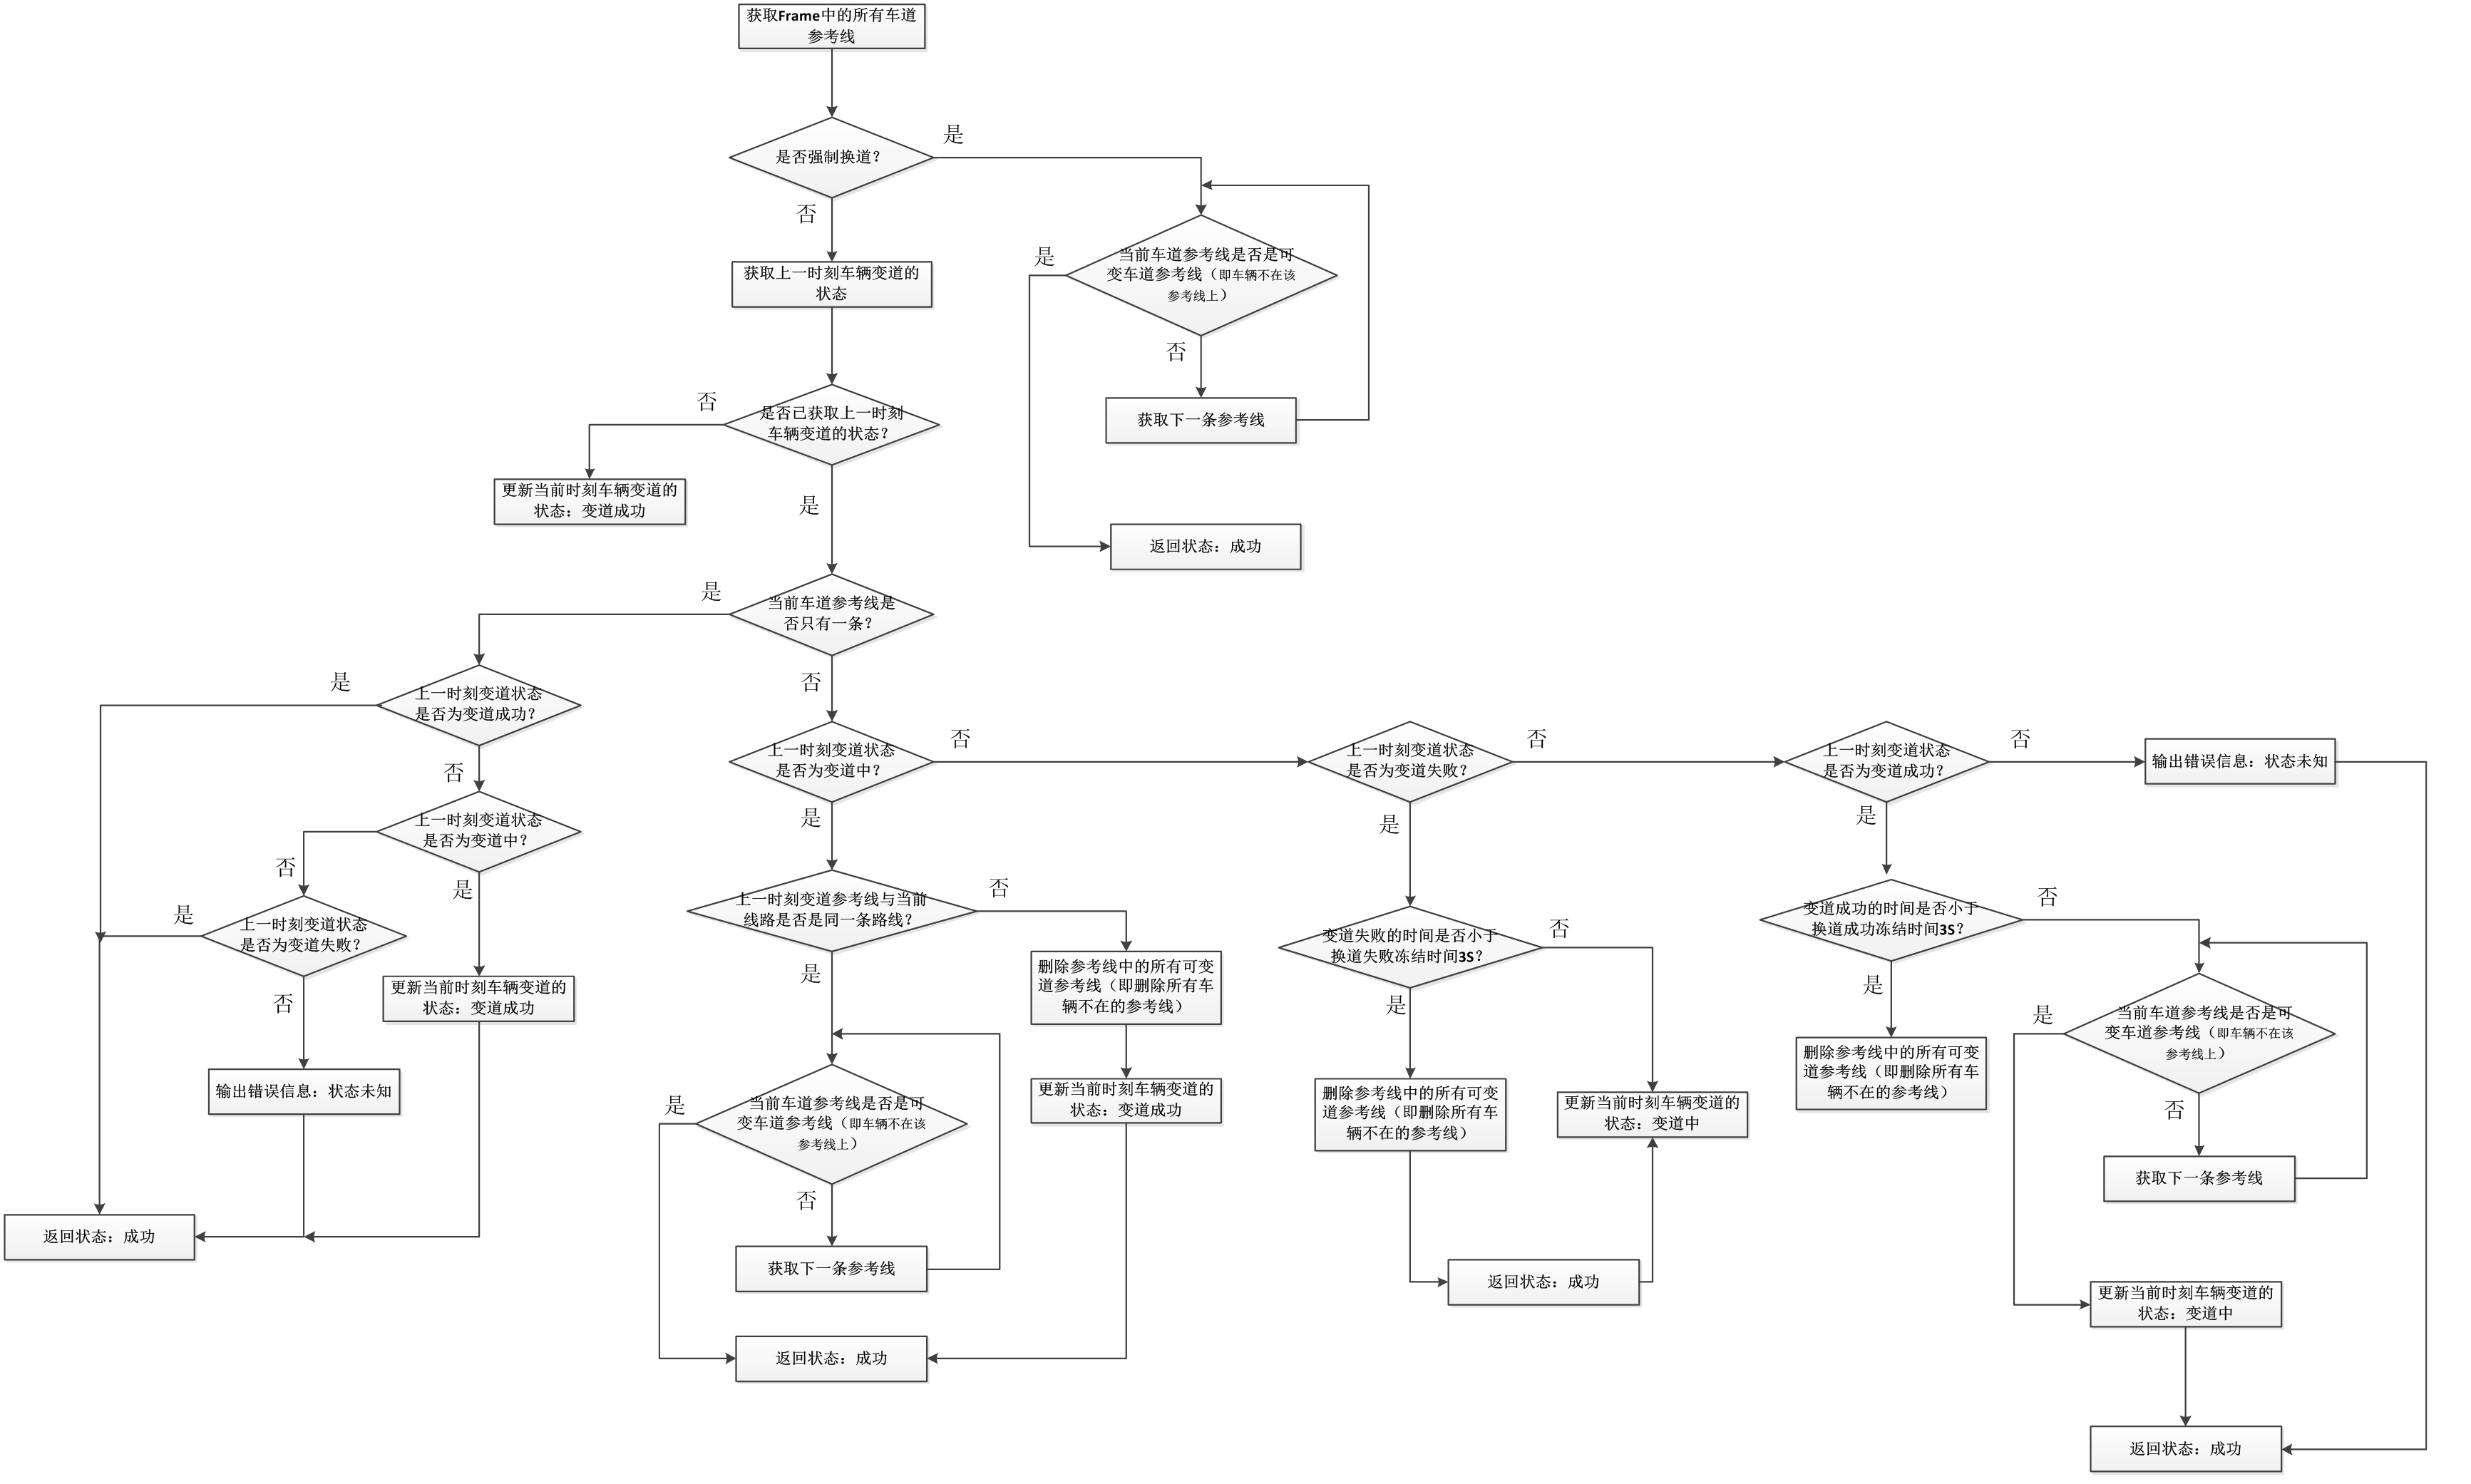 获取Frame中的所有车道
参考线
是否强制换道？
是
否
获取上一时刻车辆变道的
状态
当前车道参考线是否是可
变车道参考线（即车辆不在该
参考线上）
是
否
获取下一条参考线
返回状态：成功
是否已获取上一时刻
车辆变道的状态？
否
是
更新当前时刻车辆变道的
状态：变道成功
当前车道参考线是
否只有一条？
是
否
上一时刻变道状态
是否为变道成功？
是
否
上一时刻变道状态
是否为变道中？
否
是
上一时刻变道状态
是否为变道失败？
是
否
更新当前时刻车辆变道的
状态：变道成功
输出错误信息：状态未知
返回状态：成功
上一时刻变道状态
是否为变道中？
否
是
上一时刻变道参考线与当前
线路是否是同一条路线？
否
是
删除参考线中的所有可变
道参考线（即删除所有车
辆不在的参考线）
更新当前时刻车辆变道的
状态：变道成功
当前车道参考线是否是可
变车道参考线（即车辆不在该
参考线上）
是
否
获取下一条参考线
返回状态：成功
上一时刻变道状态
是否为变道失败？
否
是
变道失败的时间是否小于
换道失败冻结时间3S？
否
是
删除参考线中的所有可变
道参考线（即删除所有车
辆不在的参考线）
更新当前时刻车辆变道的
状态：变道中
返回状态：成功
上一时刻变道状态
是否为变道成功？
否
是
输出错误信息：状态未知
变道成功的时间是否小于
换道成功冻结时间3S？
否
是
删除参考线中的所有可变
道参考线（即删除所有车
辆不在的参考线）
当前车道参考线是否是可
变车道参考线（即车辆不在该
参考线上）
是
否
获取下一条参考线
更新当前时刻车辆变道的
状态：变道中
返回状态：成功